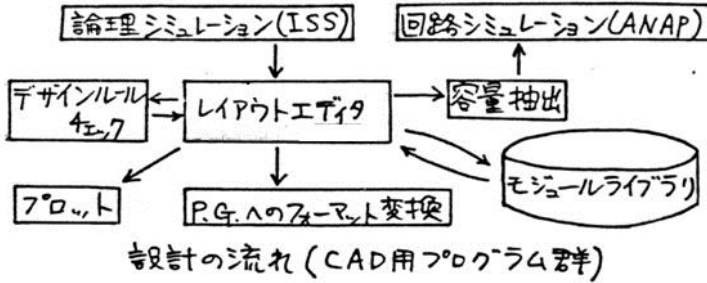 論理シミュレーション(ISS)
回路シミュレーション(ANAP)
デザインルール
チェック
レイアウトエディタ
容量抽出
プロット
P.G.へのフォーマット変換
モジュールライブラリ
設計の流れ(CAD用プログラム群)